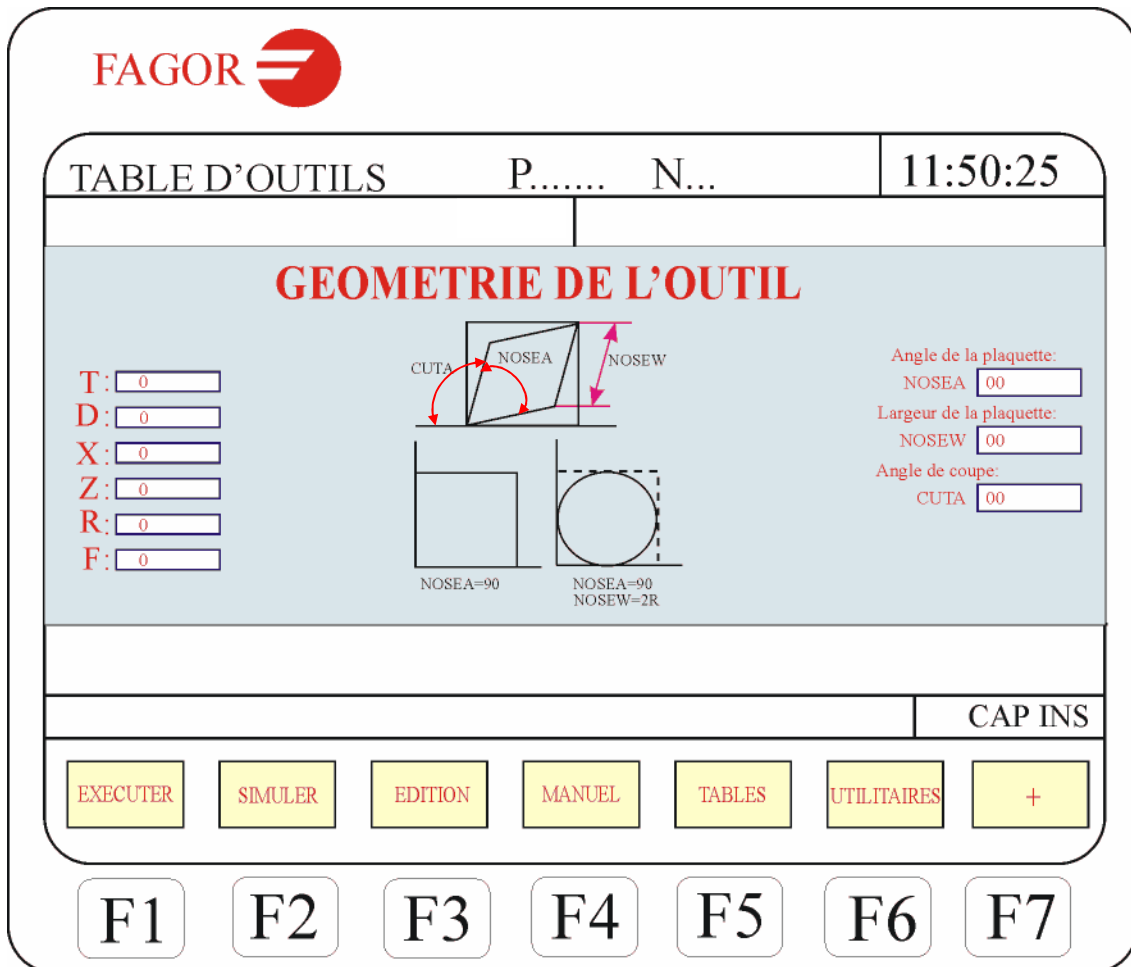 FAGOR
TABLE D'OUTILS P....... N... 11:50:25
GEOMETRIE DE L'OUTIL
CUTA NOSEA NOSEW
T: 0
D: 0
X: 0
Z: 0
R: 0
F: 0
Angle de la plaquette:
NOSEA 00
Largeur de la plaquette:
NOSEW 00
Angle de coupe:
CUTA 00
NOSEA=90
NOSEA=90
NOSEW=2R
CAP INS
EXECUTER SIMULER EDITION MANUEL TABLES UTILITAIRES +
F1 F2 F3 F4 F5 F6 F7